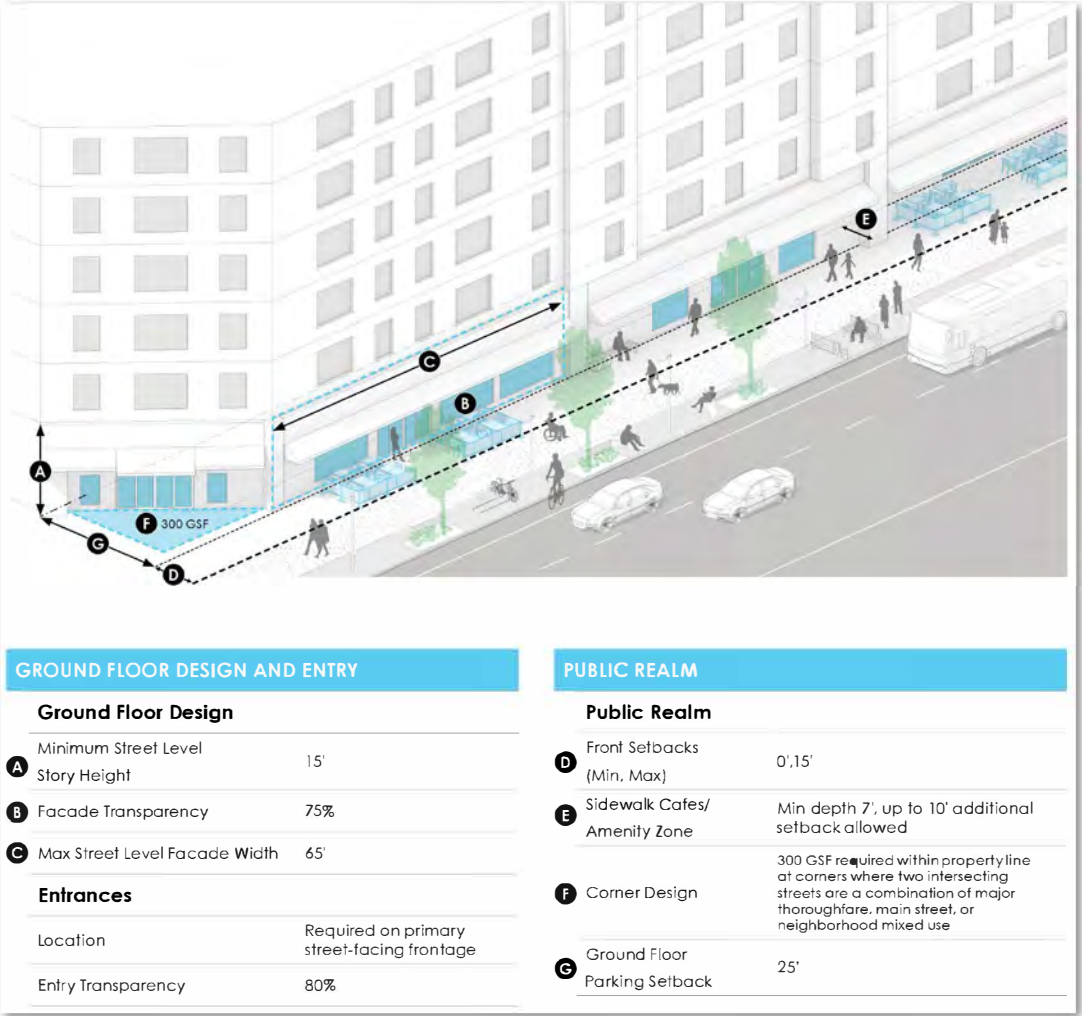 E
C
B
A
F 300 GSF
G
D
GROUND FLOOR DESIGN AND ENTRY
Ground Floor Design
A Minimum Street Level
Story Height
15'
B Facade Transparency 75%
C Max Street Level Facade Width 65'
Entrances
Location
Required on primary
street-facing frontage
Entry Transparency 80%
PUBLIC REALM
Public Realm
D Front Setbacks
(Min, Max)
0',15'
E Sidewalk Cafes/
Amenity Zone
Min depth 7', up to 10' additional
setback allowed
F Corner Design
300 GSF required within property line
at corners where two intersecting
streets are a combination of major
thoroughfare, main street, or
neighborhood mixed use
G Ground Floor
Parking Setback
25'